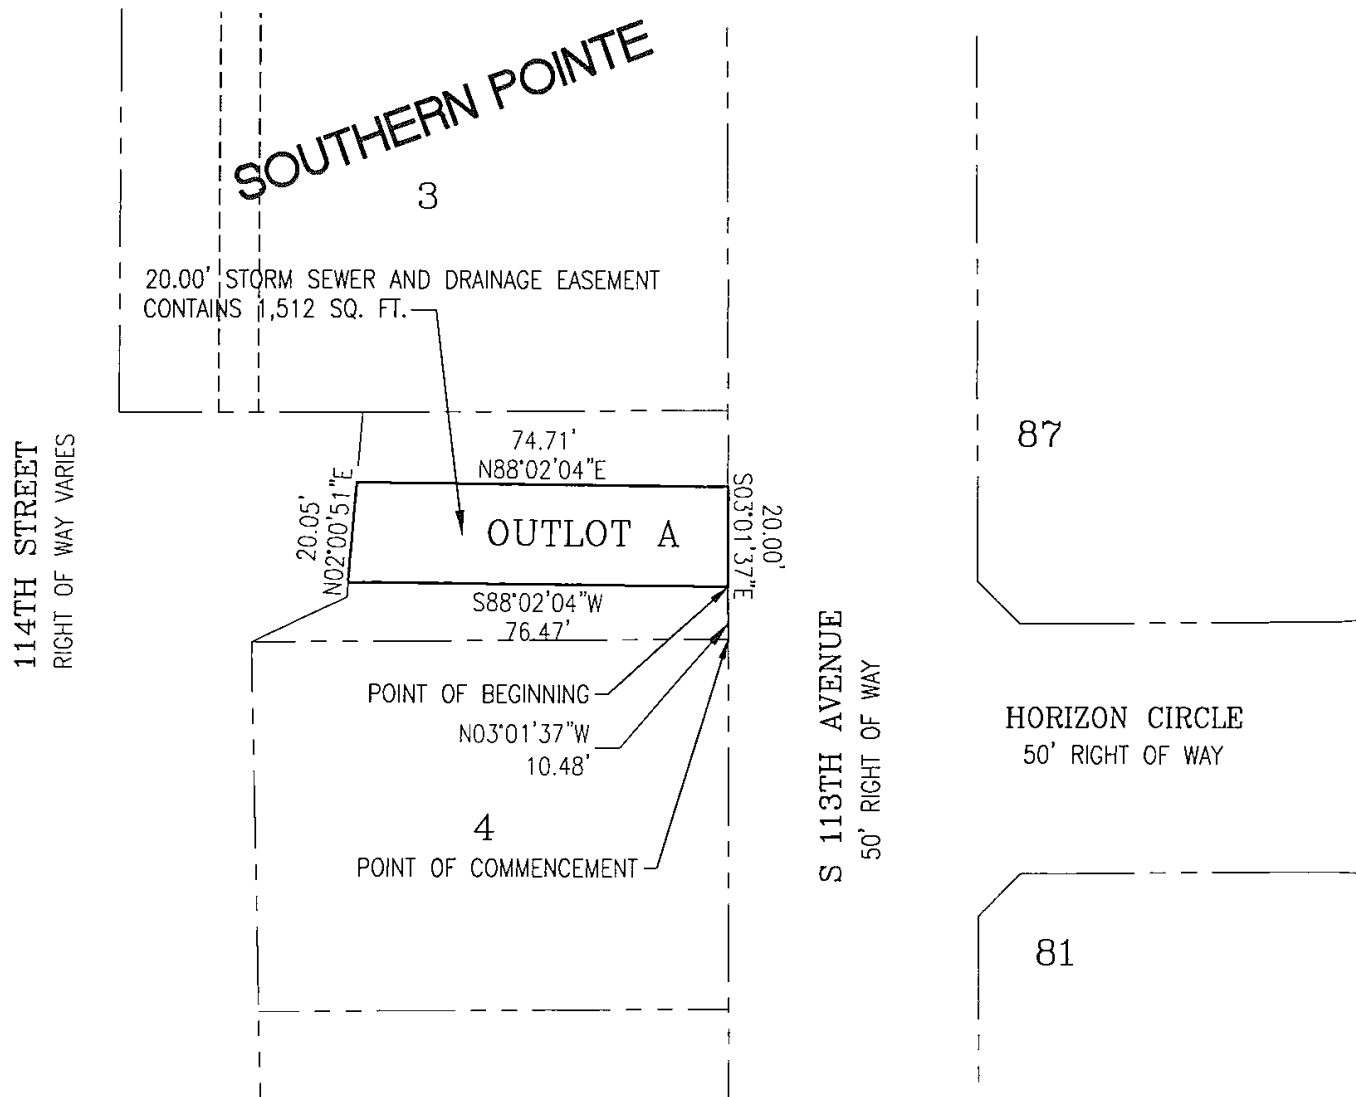 SOUTHERN POINTE
3
20.00' STORM SEWER AND DRAINAGE EASEMENT
CONTAINS 1,512 SQ. FT.
114TH STREET
RIGHT OF WAY VARIES
74.71'
N88°02'04"E
20.05'
N02°00'51"E
OUTLOT A
S03°01'37"E
20.00'
S88°02'04"W
76.47'
87
POINT OF BEGINNING
N03°01'37"W
10.48'
4
POINT OF COMMENCEMENT
S 113TH AVENUE
50' RIGHT OF WAY
HORIZON CIRCLE
50' RIGHT OF WAY
81